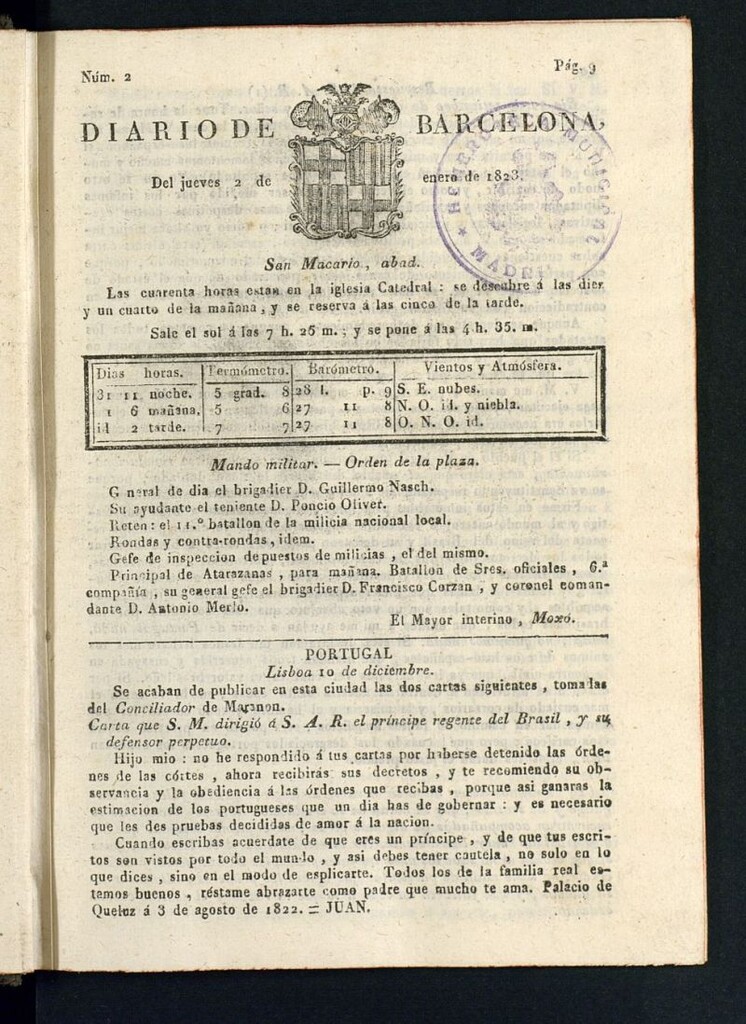 Núm. 2
Pág. 9
DIARIO DE BARCELONA,
Del jueves 2 de enero de 1823.
HEMEROTECA MUNICIPAL
* MADRID
San Macario, abad.
Las cuarenta horas estan en la iglesia Catedral : se descubre á las diez
y un cuarto de la mañana, y se reserva á las cinco de la tarde.
Sale el sol á las 7 h. 26 m. ; y se pone á las 4 h. 35. m.
Dias horas. Termómetro. Barómetro. Vientos y Atmósfera.
31 11 noche. 5 grad. 8 28 l. p. 9 S. E. nubes.
1 6 mañana. 5 6 27 11 8 N. O. id. y niebla.
id 2 tarde. 7 7 27 11 8 O. N. O. id.
Mando militar. — Orden de la plaza.
G neral de dia el brigadier D. Guillermo Nasch.
Su ayudante el teniente D. Poncio Oliver.
Reten : el 11.º batallon de la milicia nacional local.
Rondas y contra-rondas, idem.
Gefe de inspeccion de puestos de milicias , el del mismo.
Principal de Atarazanas , para mañana. Batallon de Sres. oficiales , 6.ª
compañía , su general gefe el brigadier D. Francisco Corzan , y coronel coman-
dante D. Antonio Merlo.
El Mayor interino , Moxó.
PORTUGAL
Lisboa 10 de diciembre.
Se acaban de publicar en esta ciudad las dos cartas siguientes , tomadas
del Conciliador de Maranon.
Carta que S. M. dirigió á S. A. R. el príncipe regente del Brasil , y su
defensor perpetuo.
Hijo mio : no he respondido á tus cartas por haberse detenido las órde-
nes de las córtes , ahora recibirás sus decretos , y te recomiendo su ob-
servancia y la obediencia á las órdenes que recibas , porque asi ganaras la
estimacion de los portugueses que un dia has de gobernar : y es necesario
que les des pruebas decididas de amor á la nacion.
Cuando escribas acuerdate de que eres un príncipe , y de que tus escri-
tos son vistos por todo el mundo , y asi debes tener cautela , no solo en lo
que dices , sino en el modo de esplicarte. Todos los de la familia real es-
tamos buenos , réstame abrazarte como padre que mucho te ama. Palacio de
Queluz á 3 de agosto de 1822. = JUAN.